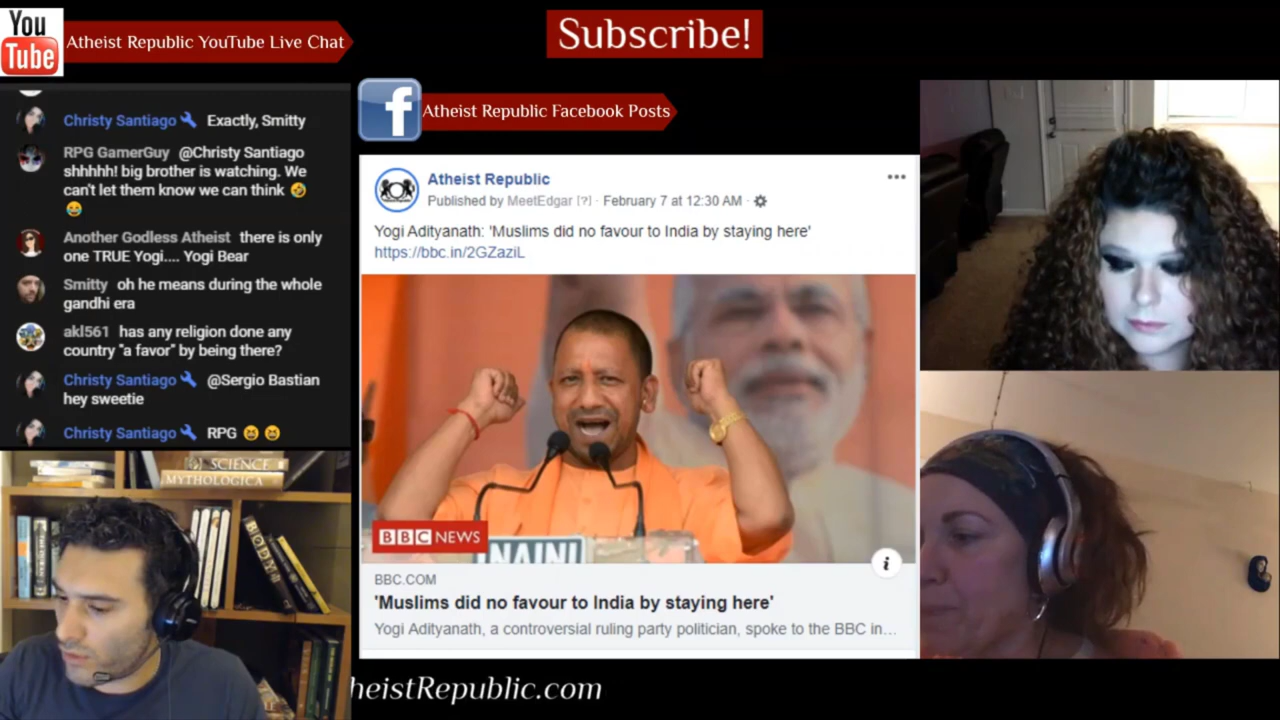 You
Tube
Atheist Republic YouTube Live Chat
Subscribe!
Christy Santiago Exactly, Smitty
RPG GamerGuy @Christy Santiago
shhhhh! big brother is watching. We
can't let them know we can think
Another Godless Atheist there is only
one TRUE Yogi.... Yogi Bear
Smitty oh he means during the whole
gandhi era
akl561 has any religion done any
country "a favor" by being there?
Christy Santiago @Sergio Bastian
hey sweetie
Christy Santiago RPG
SCIENCE
MYTHOLOGICA
BODY
f
Atheist Republic Facebook Posts
Atheist Republic
Published by MeetEdgar [?] · February 7 at 12:30 AM ·
Yogi Adityanath: 'Muslims did no favour to India by staying here'
https://bbc.in/2GZaziL
BBC NEWS
NAINI
i
BBC.COM
'Muslims did no favour to India by staying here'
Yogi Adityanath, a controversial ruling party politician, spoke to the BBC in...
heistRepublic.com